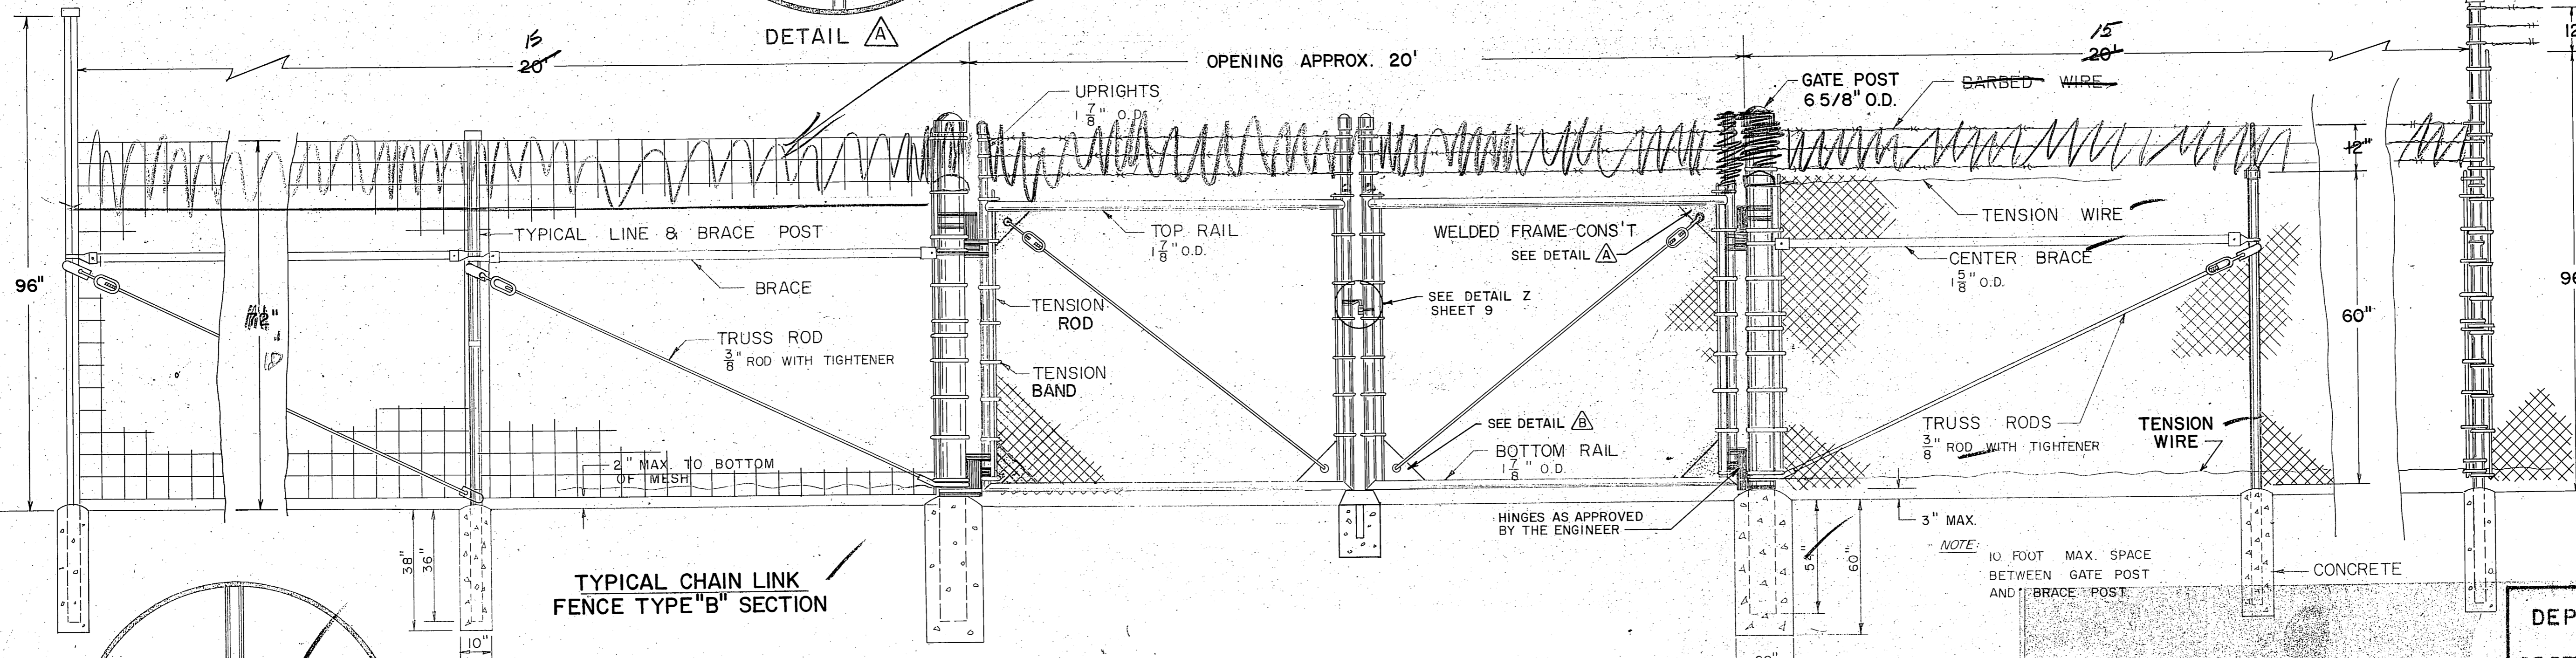 DETAIL A
15
20'
OPENING APPROX. 20'
15
20'
12
UPRIGHTS
1 7/8" O.D.
GATE POST
6 5/8" O.D.
BARBED WIRE
12"
TYPICAL LINE & BRACE POST
TOP RAIL
1 7/8" O.D.
WELDED FRAME CONS'T
SEE DETAIL A
TENSION WIRE
CENTER BRACE
1 5/8" O.D.
96"
BRACE
TENSION
ROD
SEE DETAIL Z
SHEET 9
96
72"
60"
TRUSS ROD
3/8" ROD WITH TIGHTENER
TENSION
BAND
SEE DETAIL B
BOTTOM RAIL
1 7/8" O.D.
TRUSS RODS
3/8" ROD WITH TIGHTENER
TENSION
WIRE
2" MAX. TO BOTTOM
OF MESH
HINGES AS APPROVED
BY THE ENGINEER
3" MAX.
NOTE:
10 FOOT MAX. SPACE
BETWEEN GATE POST
AND BRACE POST
38"
36"
54"
60"
CONCRETE
TYPICAL CHAIN LINK
FENCE TYPE "B" SECTION
10"
DEP